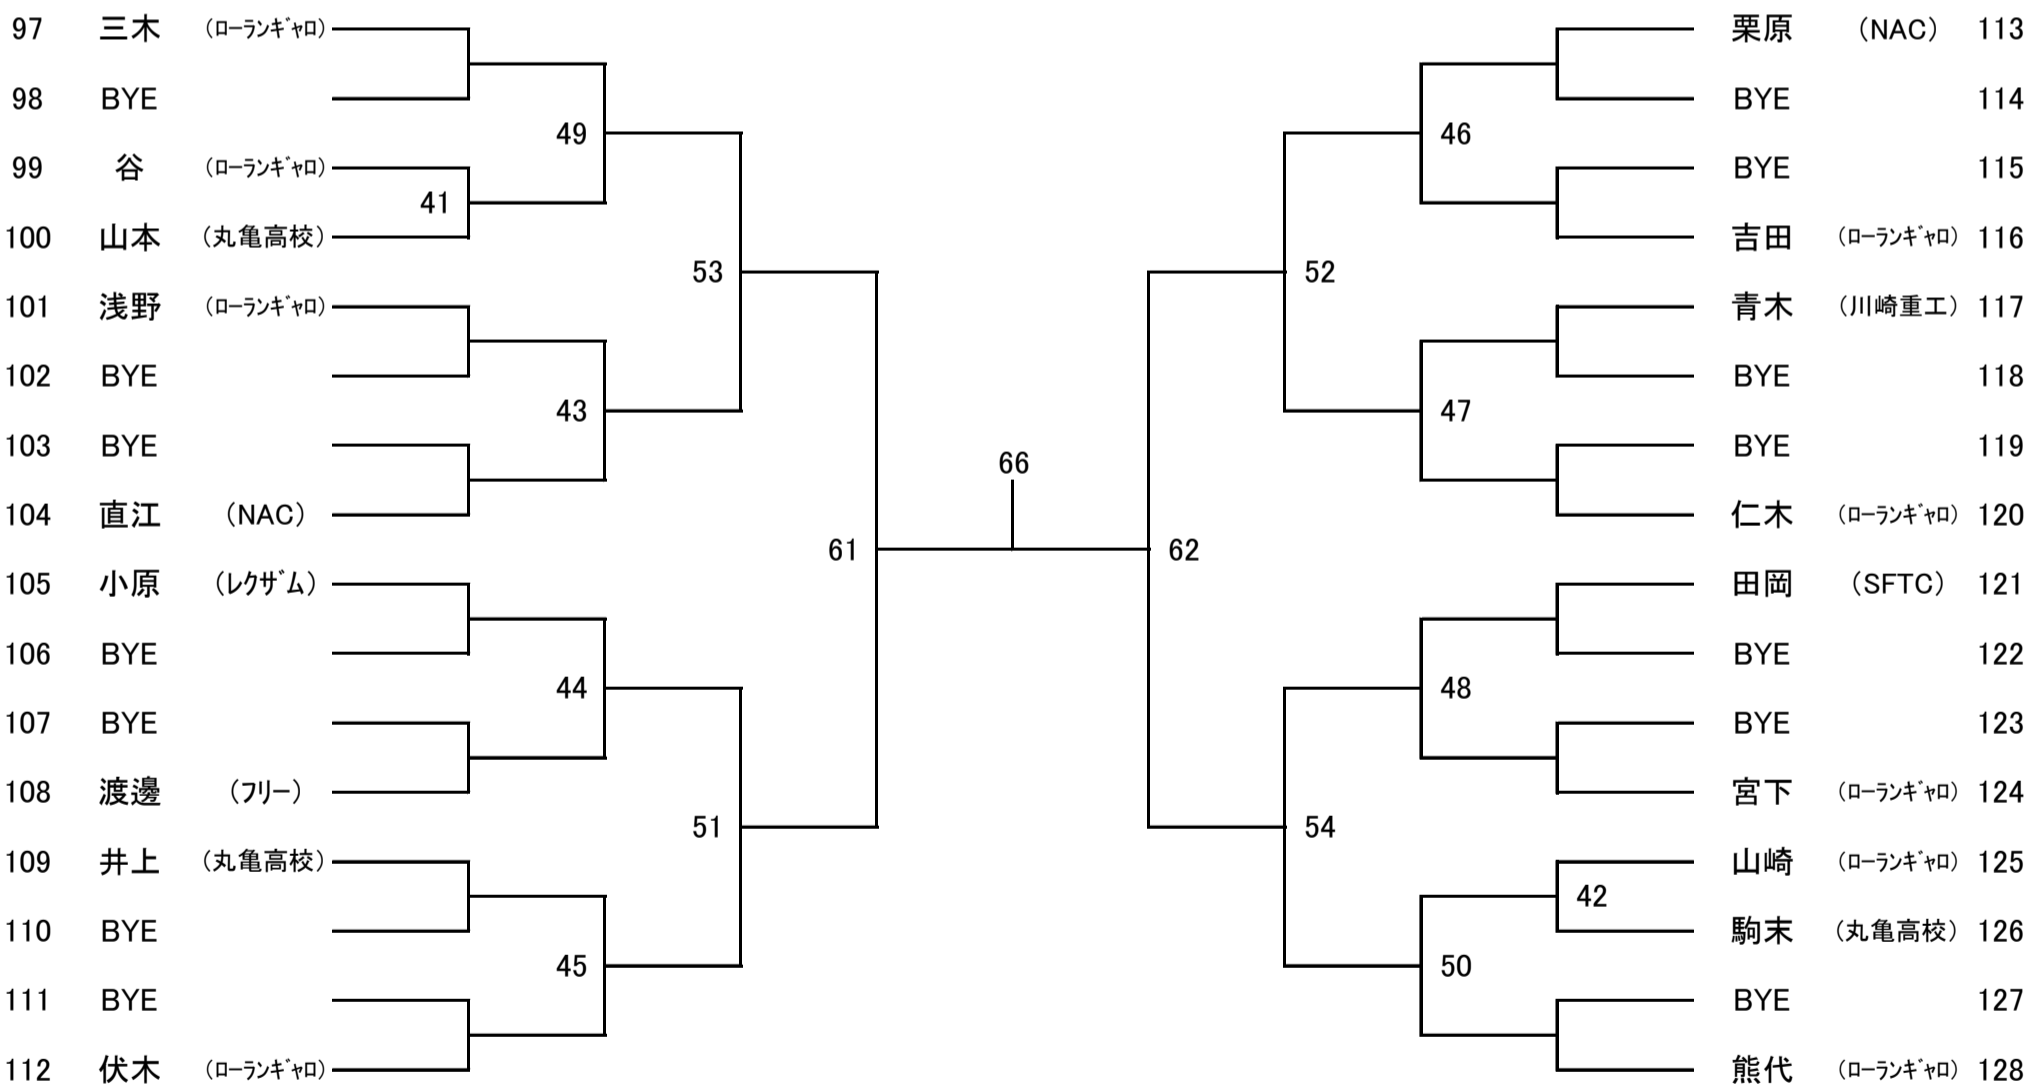 97 三木 （ﾛｰﾗﾝｷﾞｬﾛ） 栗原 （NAC） 113
98 BYE BYE 114
49 46
99 谷 （ﾛｰﾗﾝｷﾞｬﾛ） BYE 115
41
100 山本 （丸亀高校） 吉田 （ﾛｰﾗﾝｷﾞｬﾛ） 116
53 52
101 浅野 （ﾛｰﾗﾝｷﾞｬﾛ） 青木 （川崎重工） 117
102 BYE BYE 118
43 47
103 BYE BYE 119
66
104 直江 （NAC） 仁木 （ﾛｰﾗﾝｷﾞｬﾛ） 120
61 62
105 小原 （ﾚｸｻﾞﾑ） 田岡 （SFTC） 121
106 BYE BYE 122
44 48
107 BYE BYE 123
108 渡邊 （ﾌﾘｰ） 宮下 （ﾛｰﾗﾝｷﾞｬﾛ） 124
51 54
109 井上 （丸亀高校） 山崎 （ﾛｰﾗﾝｷﾞｬﾛ） 125
42
110 BYE 駒末 （丸亀高校） 126
45 50
111 BYE BYE 127
112 伏木 （ﾛｰﾗﾝｷﾞｬﾛ） 熊代 （ﾛｰﾗﾝｷﾞｬﾛ） 128